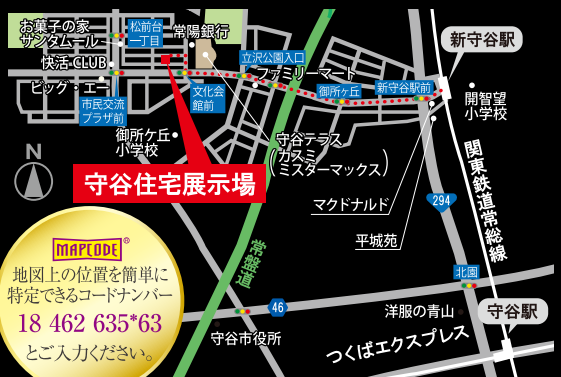 お菓子の家
サンタムール
松前台
一丁目
常陽銀行
快活CLUB
ビッグ・エー
市民交流
プラザ前
文化会
館前
立沢公園入口
ファミリーマート
御所ヶ丘
新守谷駅前
新守谷駅
開智望
小学校
御所ヶ丘
小学校
守谷テラス
(カスミ
ミスターマックス)
N
守谷住宅展示場
マクドナルド
平城苑
294
関東鉄道常総線
常磐道
MAPCODE®
地図上の位置を簡単に
特定できるコードナンバー
18 462 635*63
とご入力ください。
46
北園
洋服の青山
守谷駅
守谷市役所
つくばエクスプレス